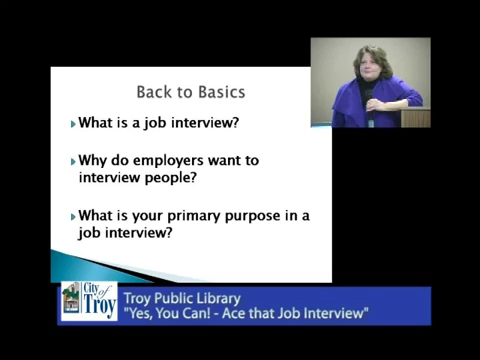 Back to Basics
What is a job interview?
Why do employers want to
interview people?
What is your primary purpose in a
job interview?
City of
Troy
Troy Public Library
"Yes, You Can! - Ace that Job Interview"